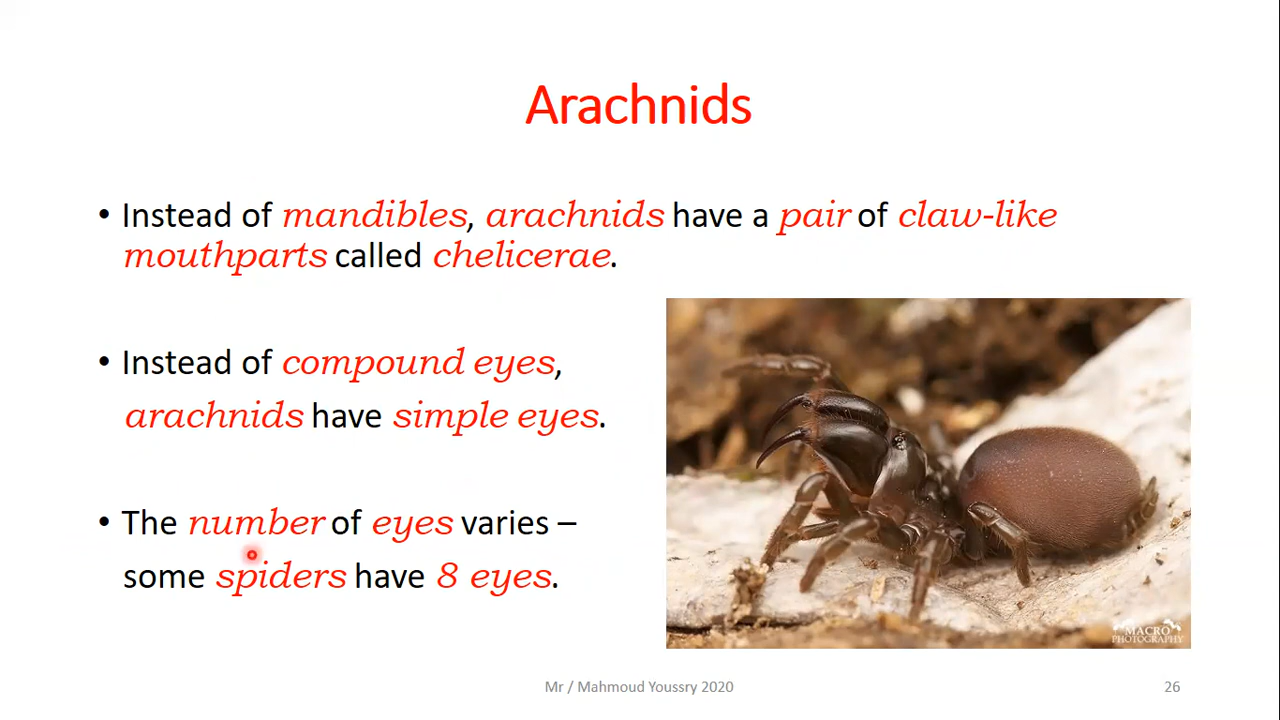 Arachnids
• Instead of mandibles, arachnids have a pair of claw-like
mouthparts called chelicerae.
• Instead of compound eyes,
arachnids have simple eyes.
• The number of eyes varies –
some spiders have 8 eyes.
MACRO
PHOTOGRAPHY
Mr / Mahmoud Youssry 2020
26